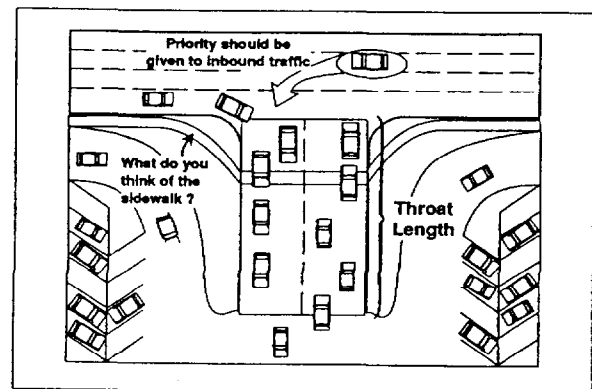 Priority should be
given to inbound traffic
What do you
think of the
sidewalk ?
Throat
Length